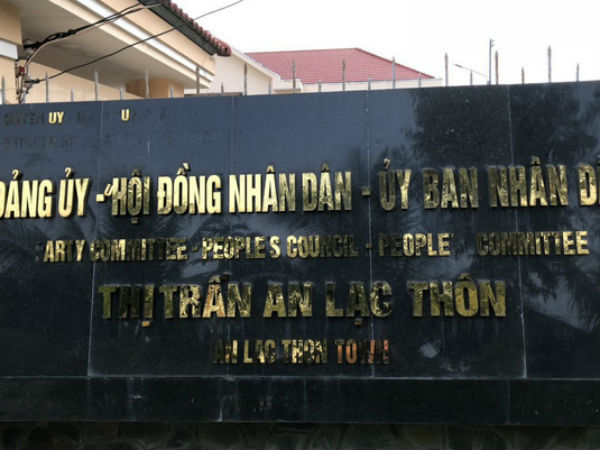 ĐẢNG ỦY - HỘI ĐỒNG NHÂN DÂN - ỦY BAN NHÂN
ARTY COMMITTEE - PEOPLE'S COUNCIL - PEOPLE' COMMITTEE
THỊ TRẤN AN LẠC THÔN
AN LAC THON TOWN